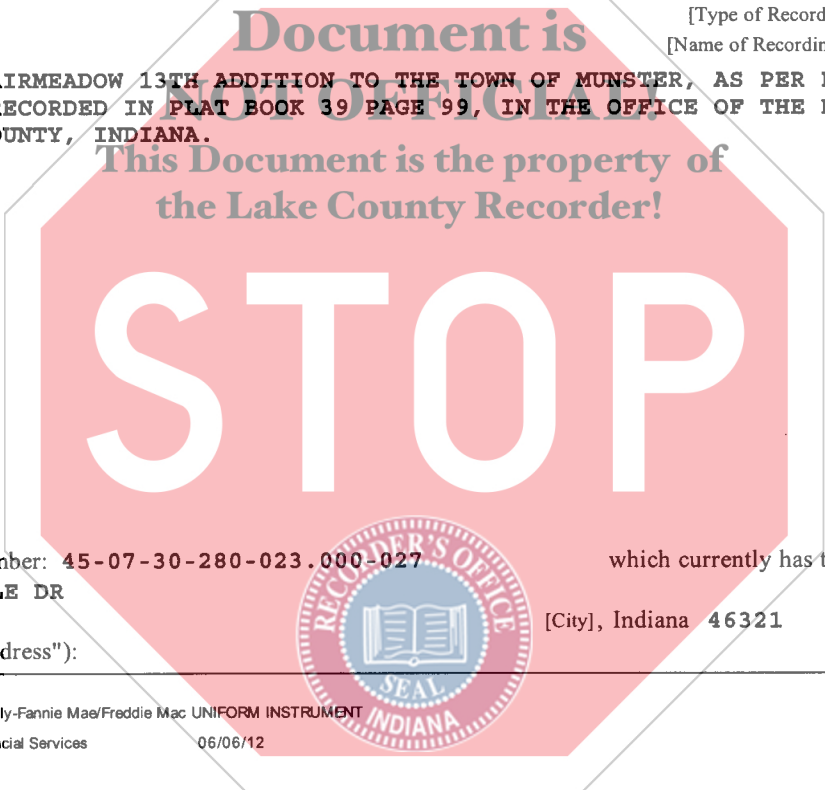 Document is
[Type of Record
[Name of Recordin
NOT OFFICIAL!
IRMEADOW 13TH ADDITION TO THE TOWN OF MUNSTER, AS PER
RECORDED IN PLAT BOOK 39 PAGE 99, IN THE OFFICE OF THE
UNTY, INDIANA.
This Document is the property of
the Lake County Recorder!
STOP
mber: 45-07-30-280-023.000-027 which currently has t
LE DR
[City], Indiana 46321
dress"):
RECORDER'S OFFICE
SEAL
INDIANA
ly-Fannie Mae/Freddie Mac UNIFORM INSTRUMENT
cial Services 06/06/12